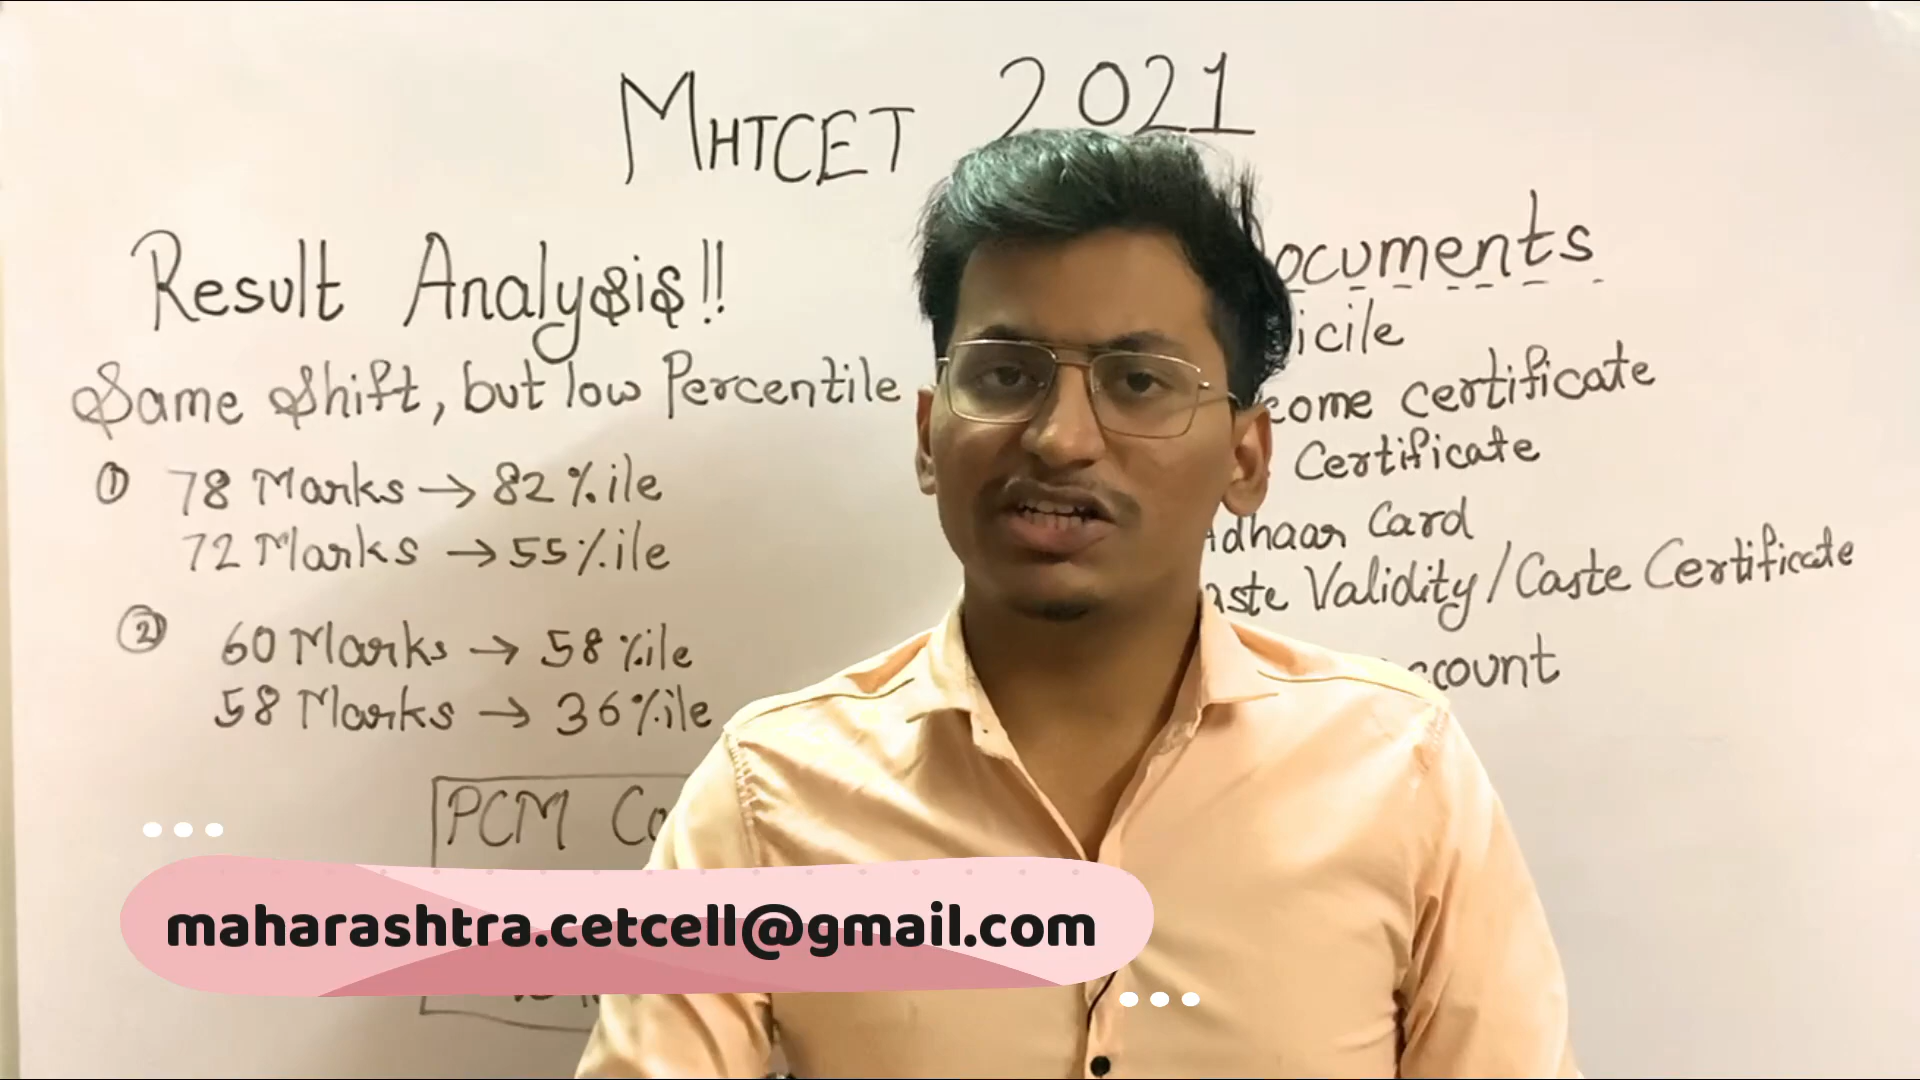 MHTCET 2021
Result Analysis!!
Same Shift, but low Percentile
① 78 Marks → 82 %ile
72 Marks → 55 %ile
② 60 Marks → 58 %ile
58 Marks → 36 %ile
PCM
ocuments
icile
come certificate
Certificate
dhaar Card
aste Validity / Caste Certificate
ccount
maharashtra.cetcell@gmail.com